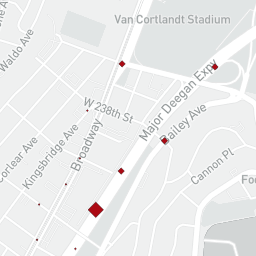 Van Cortlandt Stadium
Waldo Ave
Major Deegan Expy
W 238th St
Bailey Ave
Broadway
Kingsbridge Ave
Corlear Ave
Cannon Pl